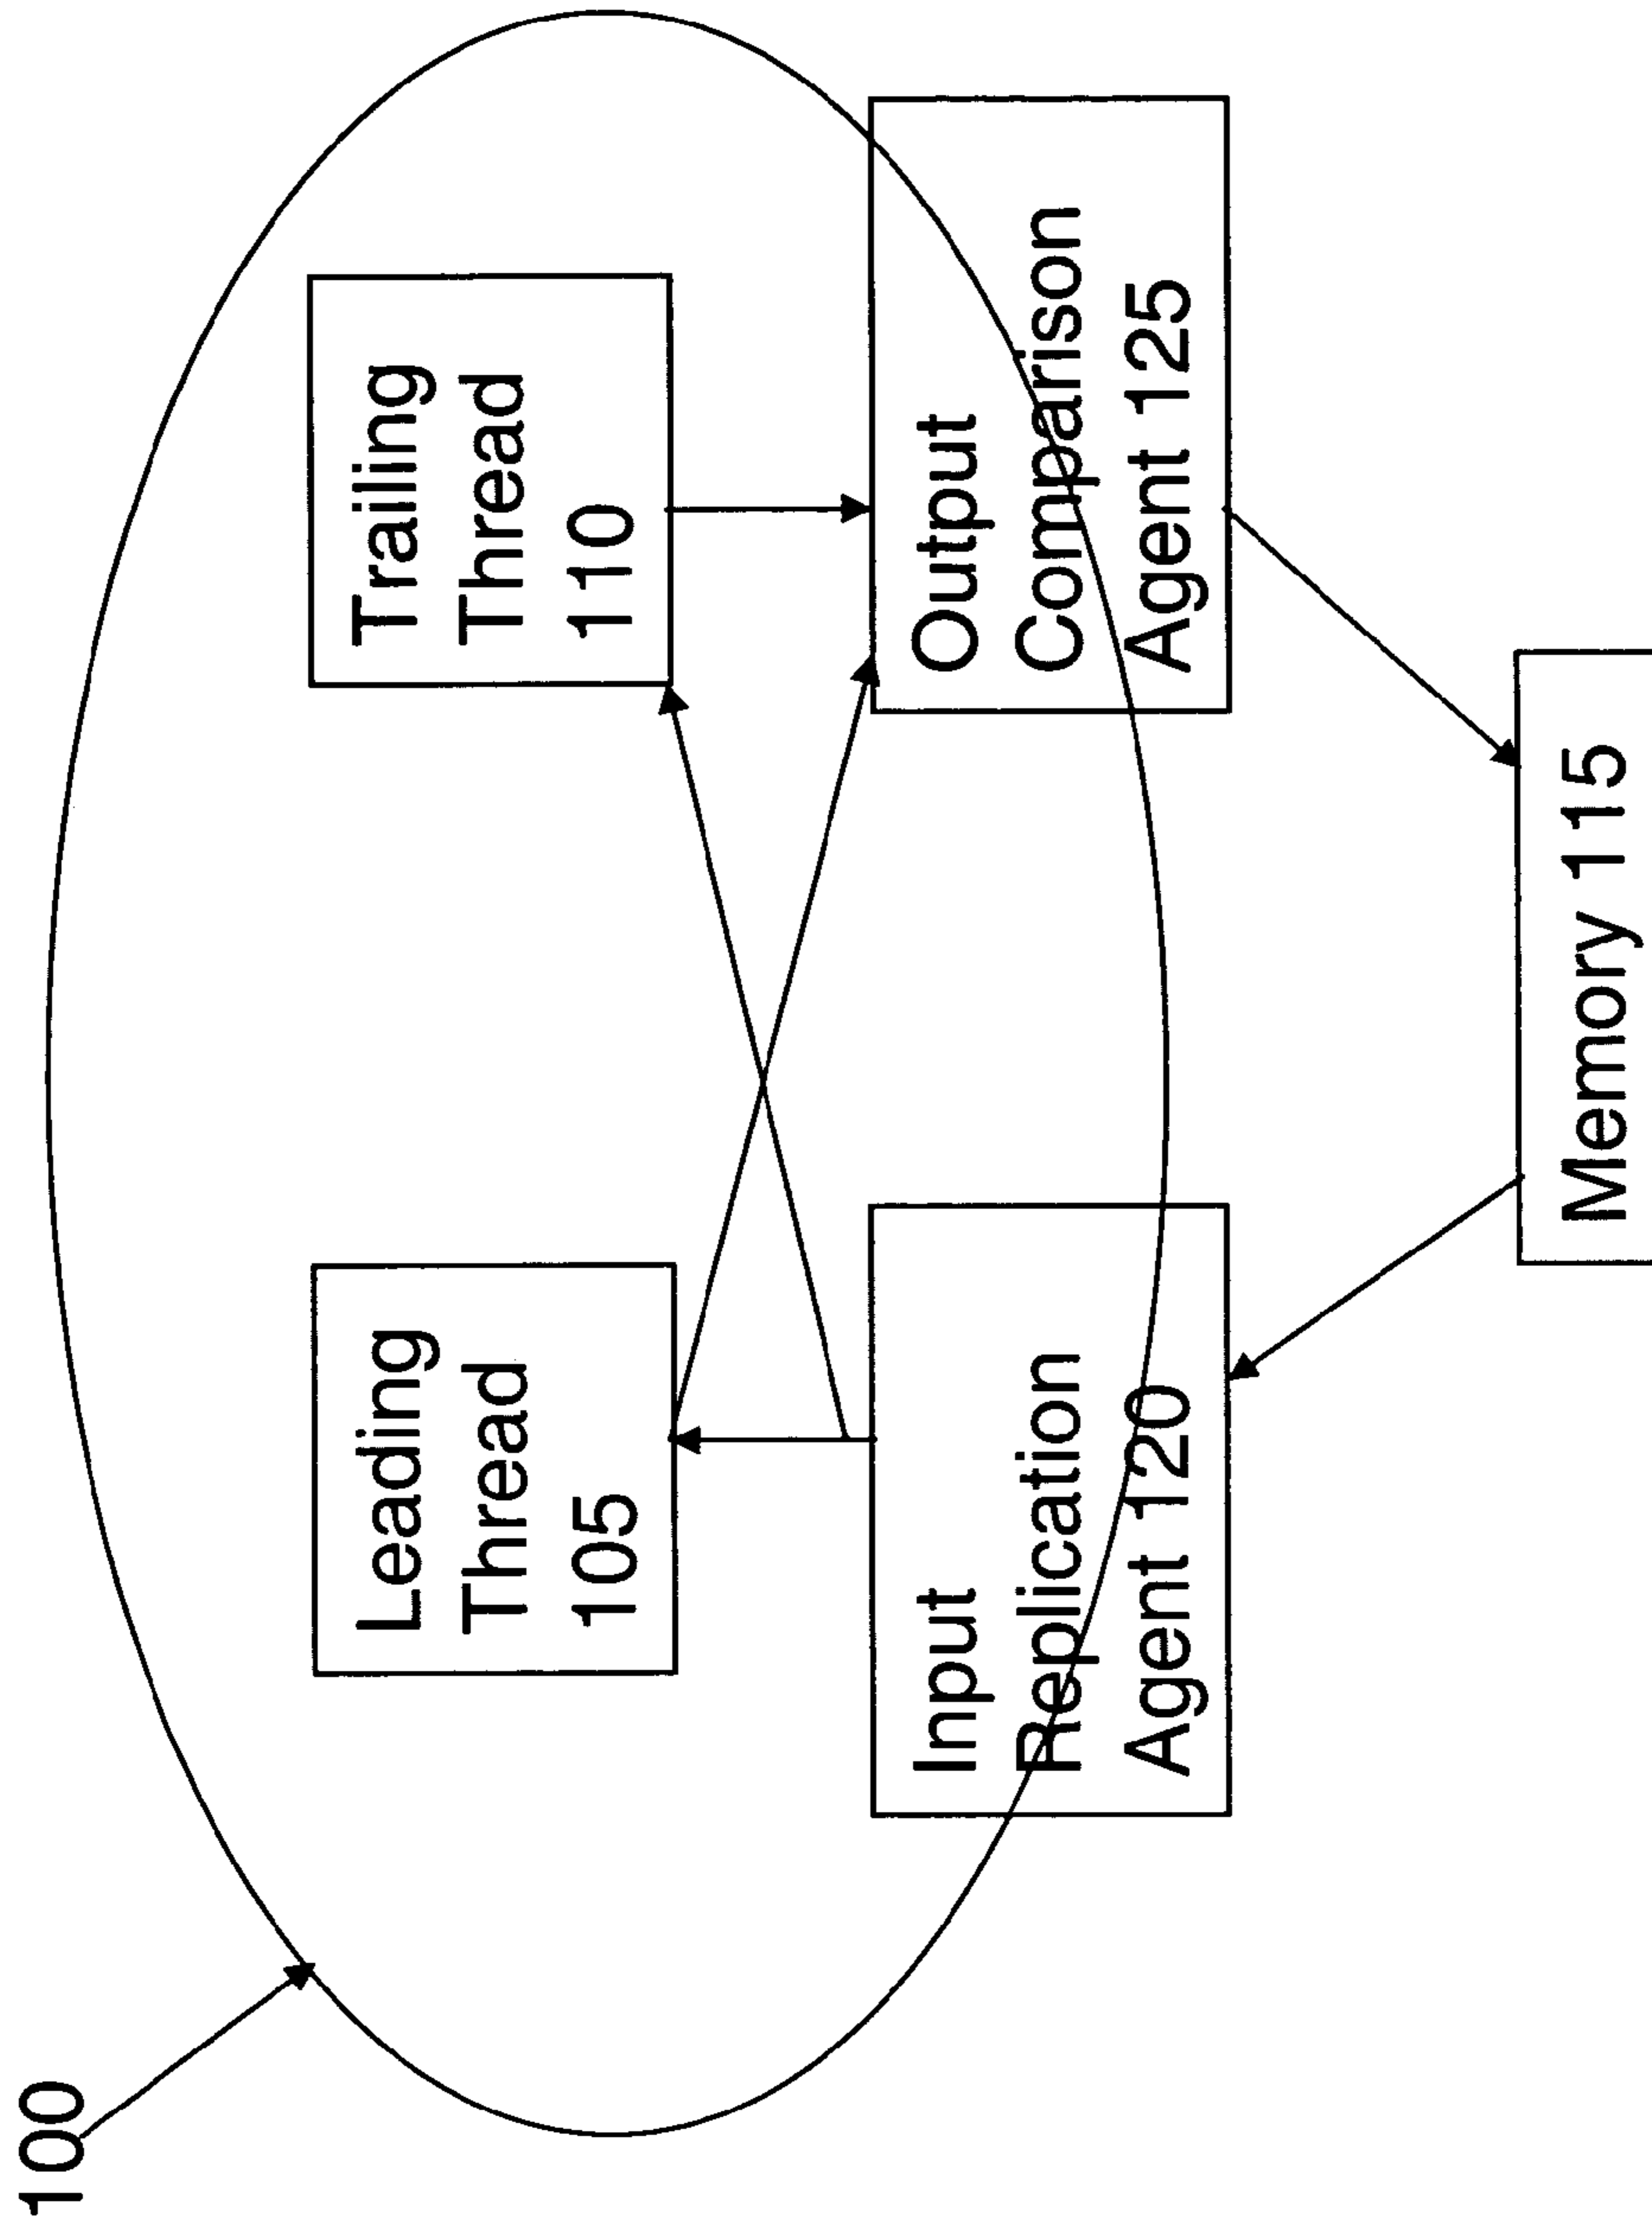 100
Leading
Thread
105
Trailing
Thread
110
Input
Replication
Agent 120
Output
Comparison
Agent 125
Memory 115